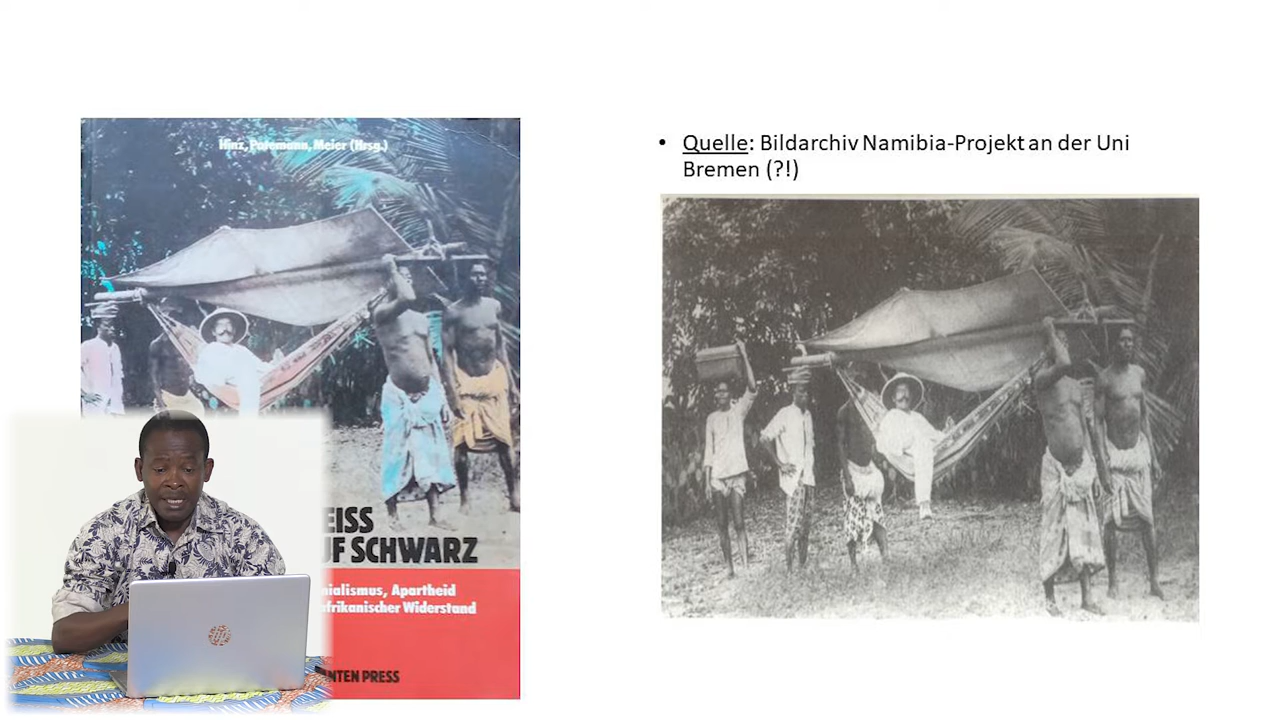 Hinz, Patemann, Meier (Hrsg.)
EISS
UF SCHWARZ
nialismus, Apartheid
afrikanischer Widerstand
NTEN PRESS
• Quelle: Bildarchiv Namibia-Projekt an der Uni
Bremen (?!)
hp